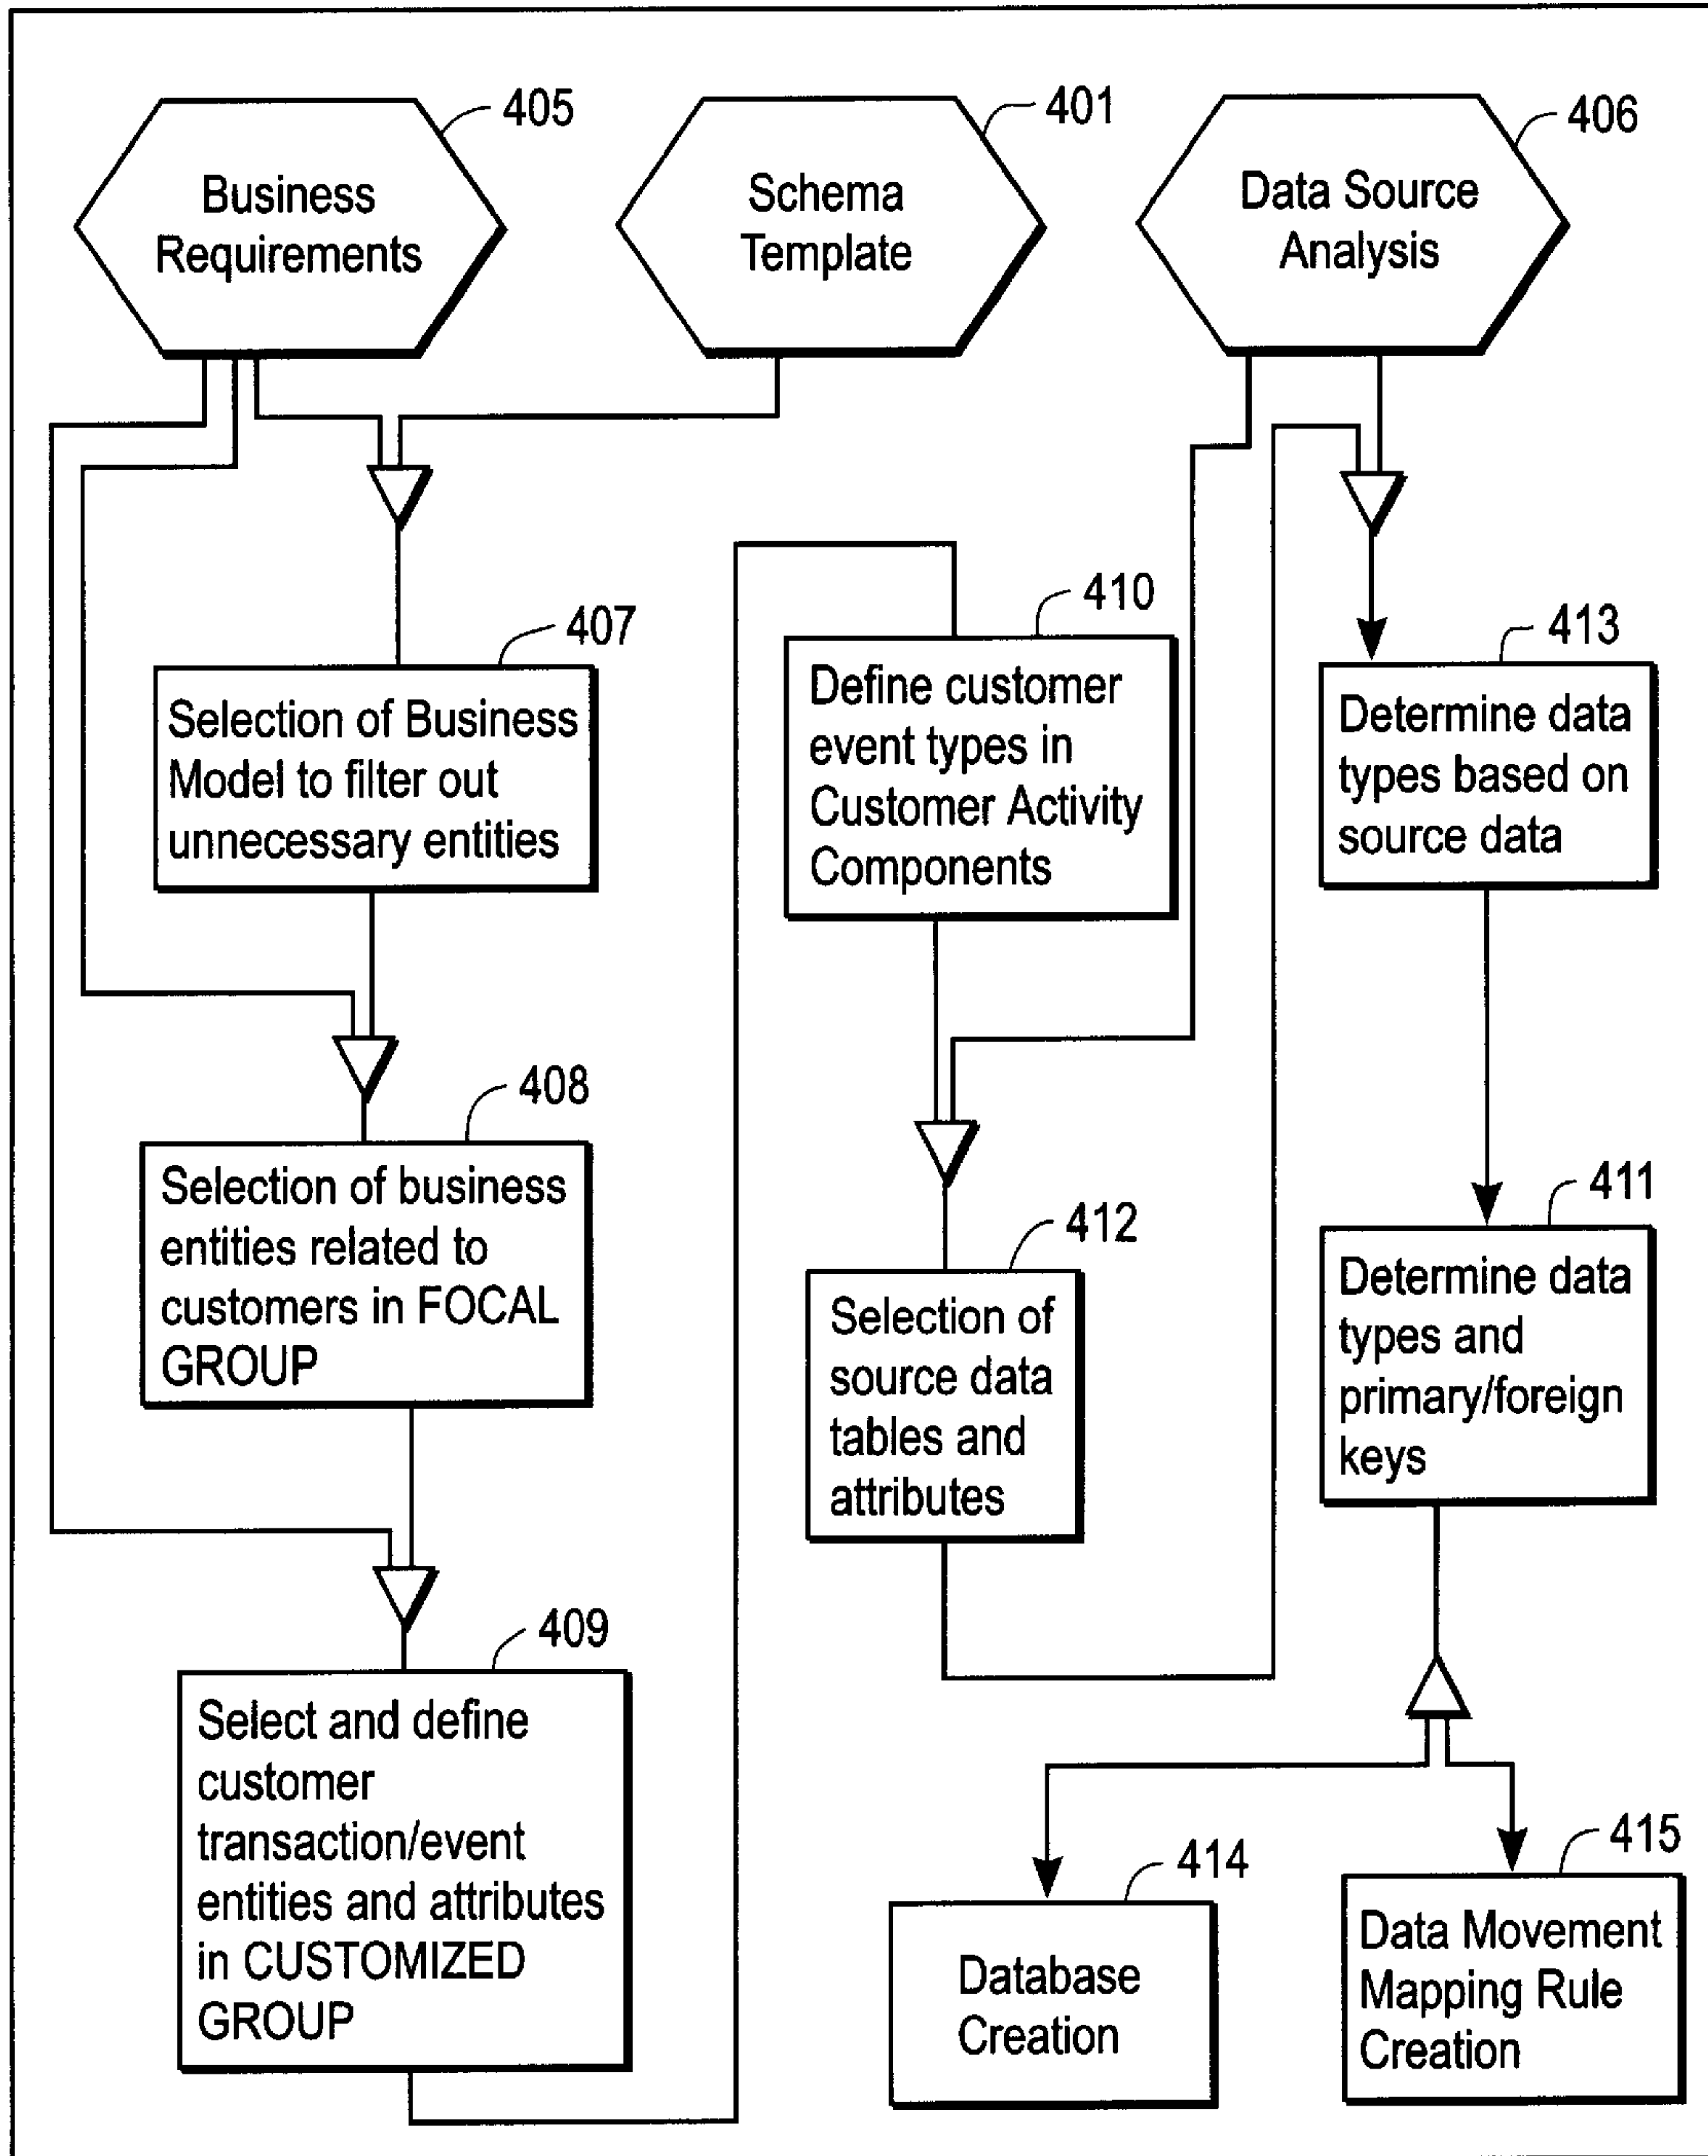 405
Business
Requirements
401
Schema
Template
406
Data Source
Analysis
407
Selection of Business
Model to filter out
unnecessary entities
408
Selection of business
entities related to
customers in FOCAL
GROUP
409
Select and define
customer
transaction/event
entities and attributes
in CUSTOMIZED
GROUP
410
Define customer
event types in
Customer Activity
Components
412
Selection of
source data
tables and
attributes
413
Determine data
types based on
source data
411
Determine data
types and
primary/foreign
keys
414
Database
Creation
415
Data Movement
Mapping Rule
Creation